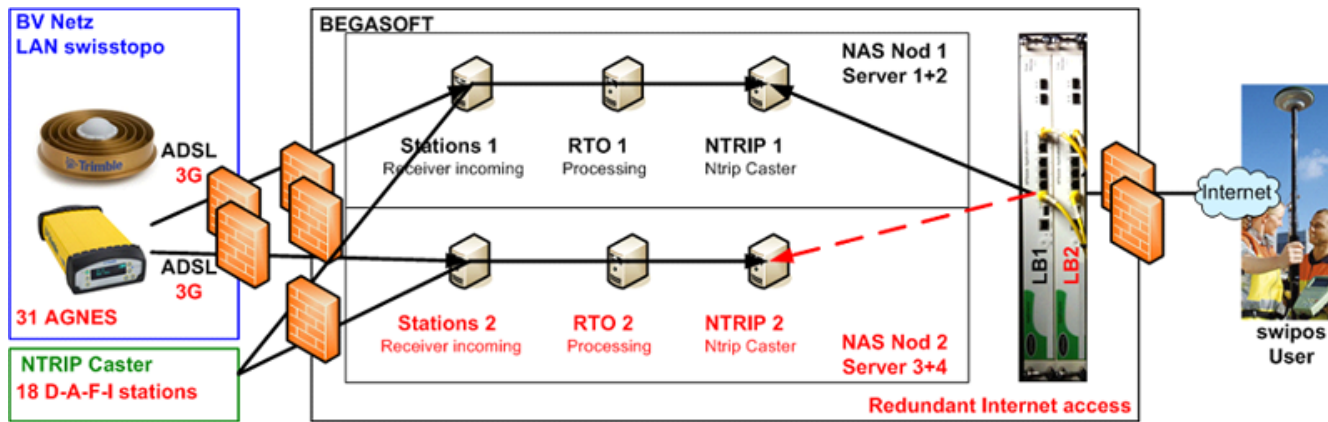 BV Netz
LAN swisstopo
Trimble
ADSL
3G
ADSL
3G
31 AGNES
NTRIP Caster
18 D-A-F-I stations
BEGASOFT
NAS Nod 1
Server 1+2
Stations 1
Receiver incoming
RTO 1
Processing
NTRIP 1
Ntrip Caster
Stations 2
Receiver incoming
RTO 2
Processing
NTRIP 2
Ntrip Caster
NAS Nod 2
Server 3+4
LB1
LB2
Redundant Internet access
Internet
swipos
User